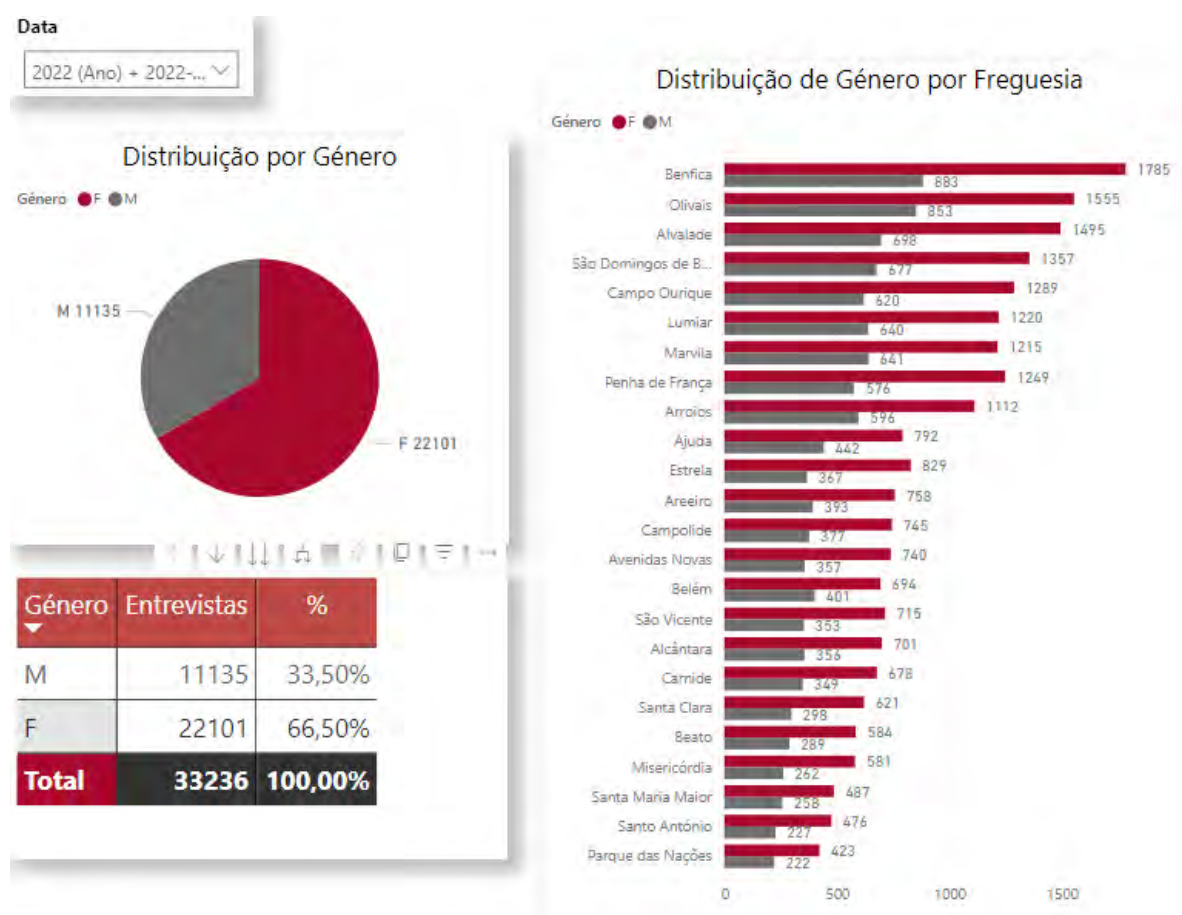 Data
2022 (Ano) + 2022-...
Distribuição por Género
Género F M
M 11135
F 22101
Género Entrevistas %
M 11135 33,50%
F 22101 66,50%
Total 33236 100,00%
Distribuição de Género por Freguesia
Género F M
Benfica 1785
883
Olivais 1555
853
Alvalade 1495
698
São Domingos de B... 1357
677
Campo Ourique 1289
620
Lumiar 1220
640
Marvila 1215
641
Penha de França 1249
576
Arroios 1112
596
Ajuda 792
442
Estrela 829
367
Areeiro 758
393
Campolide 745
377
Avenidas Novas 740
357
Belém 694
401
São Vicente 715
353
Alcântara 701
356
Carnide 678
349
Santa Clara 621
298
Beato 584
289
Misericórdia 581
262
Santa Maria Maior 487
258
Santo António 476
227
Parque das Nações 423
222
0 500 1000 1500